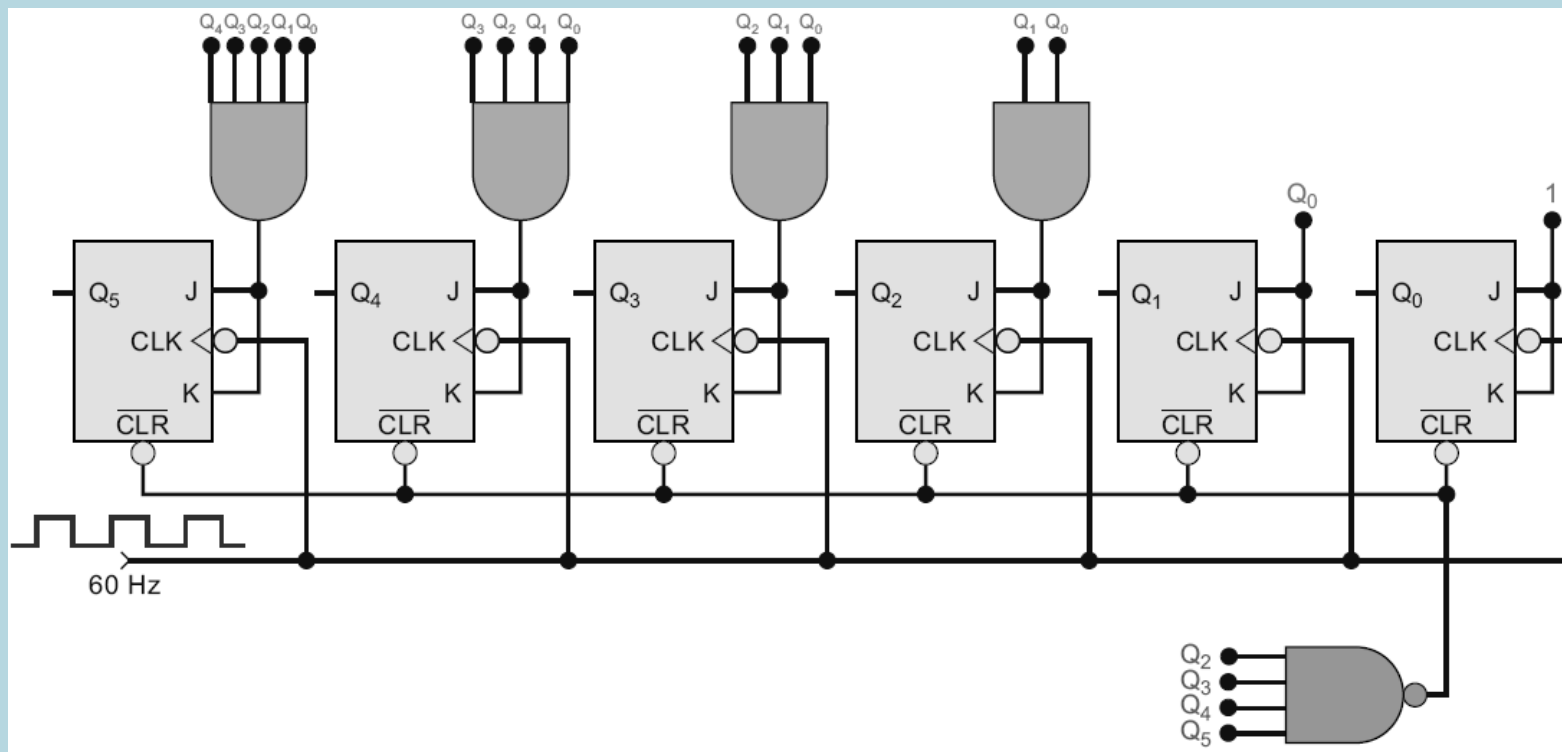 Q₄ Q₃ Q₂ Q₁ Q₀
Q₃ Q₂ Q₁ Q₀
Q₂ Q₁ Q₀
Q₁ Q₀
Q₀
1
Q₅ J
CLK
K
CLR
Q₄ J
CLK
K
CLR
Q₃ J
CLK
K
CLR
Q₂ J
CLK
K
CLR
Q₁ J
CLK
K
CLR
Q₀ J
CLK
K
CLR
60 Hz
Q₂
Q₃
Q₄
Q₅